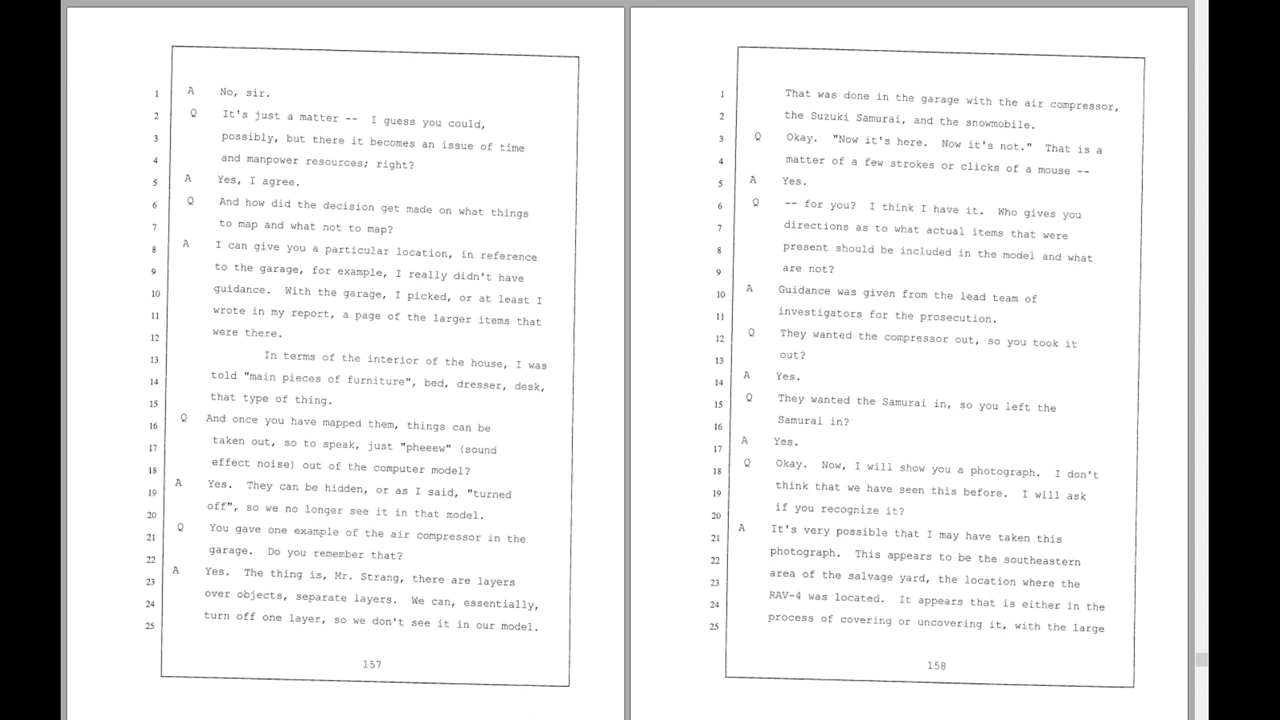 1 A No, sir.
2 Q It's just a matter -- I guess you could,
3 possibly, but there it becomes an issue of time
4 and manpower resources; right?
5 A Yes, I agree.
6 Q And how did the decision get made on what things
7 to map and what not to map?
8 A I can give you a particular location, in reference
9 to the garage, for example, I really didn't have
10 guidance. With the garage, I picked, or at least I
11 wrote in my report, a page of the larger items that
12 were there.
13 In terms of the interior of the house, I was
14 told "main pieces of furniture", bed, dresser, desk,
15 that type of thing.
16 Q And once you have mapped them, things can be
17 taken out, so to speak, just "pheeew" (sound
18 effect noise) out of the computer model?
19 A Yes. They can be hidden, or as I said, "turned
20 off", so we no longer see it in that model.
21 Q You gave one example of the air compressor in the
22 garage. Do you remember that?
23 A Yes. The thing is, Mr. Strang, there are layers
24 over objects, separate layers. We can, essentially,
25 turn off one layer, so we don't see it in our model.
157
1 That was done in the garage with the air compressor,
2 the Suzuki Samurai, and the snowmobile.
3 Q Okay. "Now it's here. Now it's not." That is a
4 matter of a few strokes or clicks of a mouse --
5 A Yes.
6 Q -- for you? I think I have it. Who gives you
7 directions as to what actual items that were
8 present should be included in the model and what
9 are not?
10 A Guidance was given from the lead team of
11 investigators for the prosecution.
12 Q They wanted the compressor out, so you took it
13 out?
14 A Yes.
15 Q They wanted the Samurai in, so you left the
16 Samurai in?
17 A Yes.
18 Q Okay. Now, I will show you a photograph. I don't
19 think that we have seen this before. I will ask
20 if you recognize it?
21 A It's very possible that I may have taken this
22 photograph. This appears to be the southeastern
23 area of the salvage yard, the location where the
24 RAV-4 was located. It appears that is either in the
25 process of covering or uncovering it, with the large
158